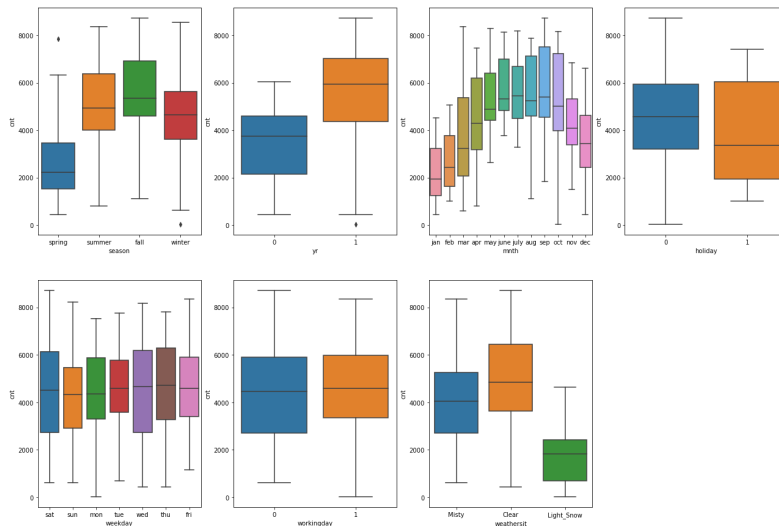 8000
6000
4000
2000
0
cnt
spring summer fall winter
season
8000
6000
4000
2000
0
cnt
0 1
yr
8000
6000
4000
2000
0
cnt
jan feb mar apr may june july aug sep oct nov dec
mnth
8000
6000
4000
2000
0
cnt
0 1
holiday
8000
6000
4000
2000
0
cnt
sat sun mon tue wed thu fri
weekday
8000
6000
4000
2000
0
cnt
0 1
workingday
8000
6000
4000
2000
0
cnt
Misty Clear Light_Snow
weathersit